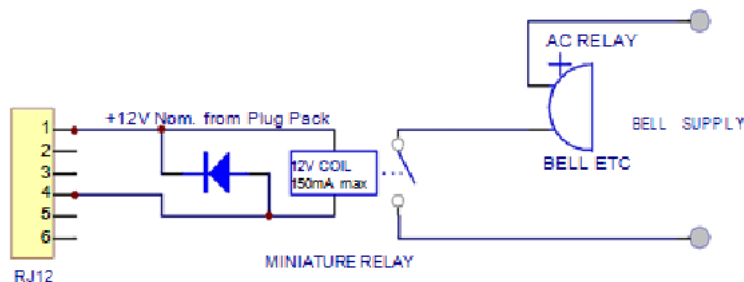 AC RELAY
+12V Nom. from Plug Pack
1
2
3
4
5
6
BELL SUPPLY
12V COIL
150mA max
BELL ETC
MINIATURE RELAY
RJ12